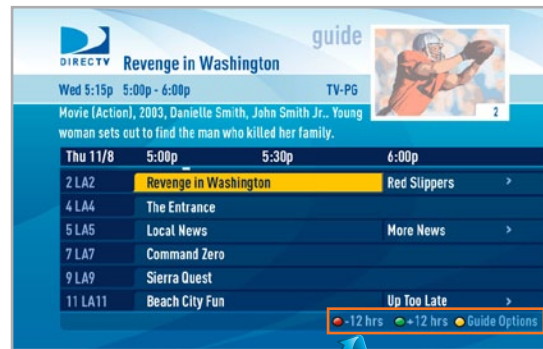 guide
DIRECTV Revenge in Washington
Wed 5:15p 5:00p - 6:00p TV-PG
Movie (Action), 2003, Danielle Smith, John Smith Jr.. Young
woman sets out to find the man who killed her family.
2
Thu 11/8 5:00p 5:30p 6:00p
2 LA2 Revenge in Washington Red Slippers >
4 LA4 The Entrance
5 LA5 Local News More News >
7 LA7 Command Zero
9 LA9 Sierra Quest
11 LA11 Beach City Fun Up Too Late >
-12 hrs +12 hrs Guide Options